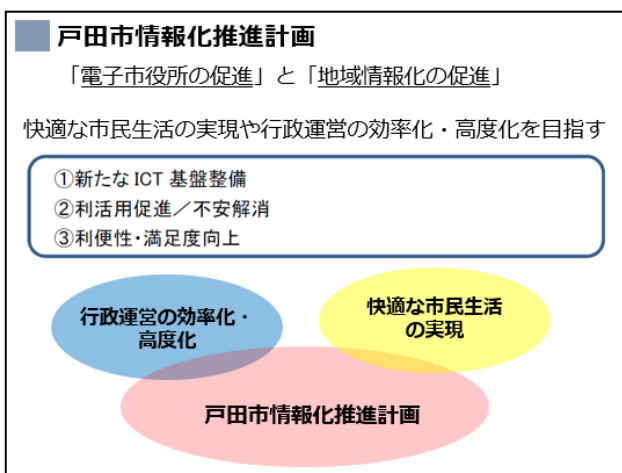 戸田市情報化推進計画
「電子市役所の促進」と「地域情報化の促進」
快適な市民生活の実現や行政運営の効率化・高度化を目指す
①新たな ICT 基盤整備
②利活用促進／不安解消
③利便性・満足度向上
行政運営の効率化・
高度化
快適な市民生活
の実現
戸田市情報化推進計画